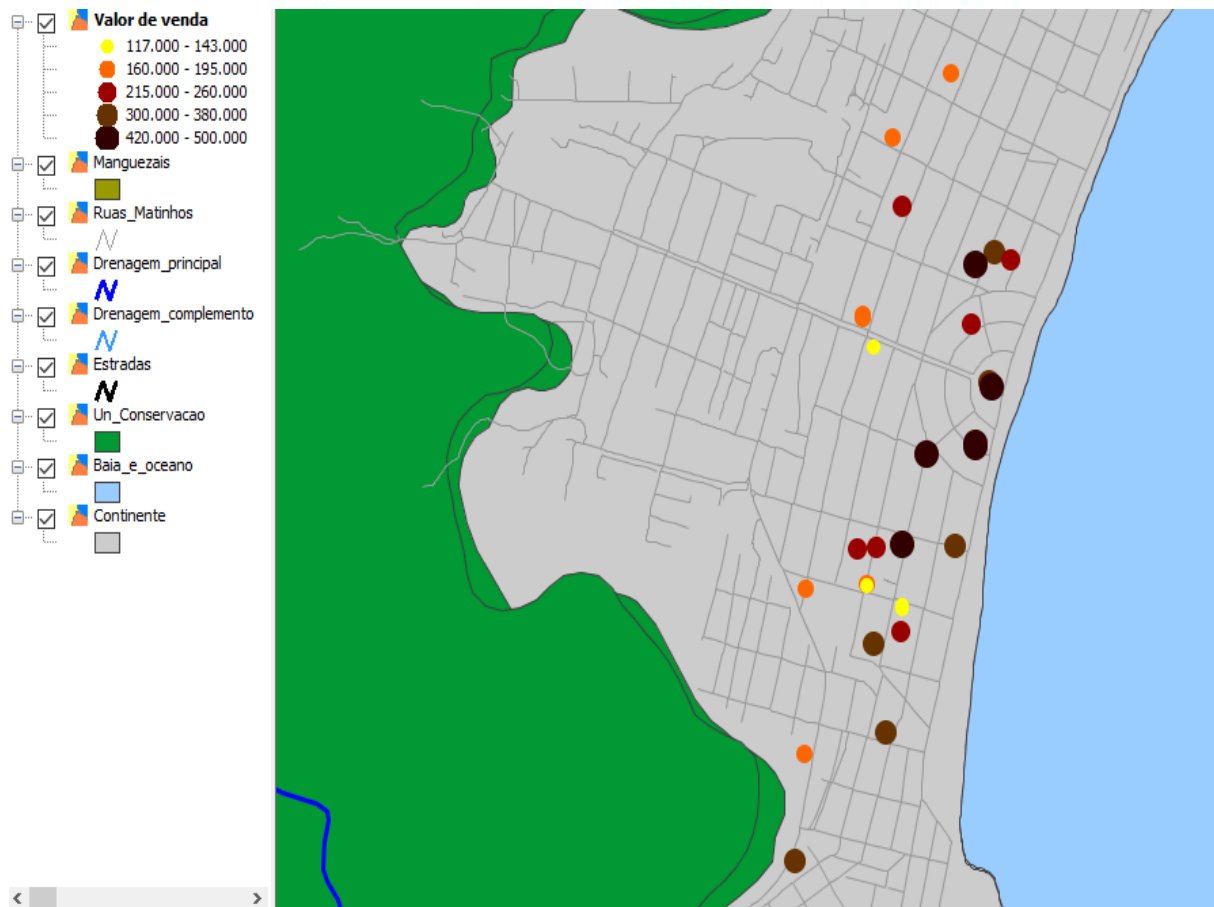 Valor de venda
117.000 - 143.000
160.000 - 195.000
215.000 - 260.000
300.000 - 380.000
420.000 - 500.000
Manguezais
Ruas_Matinhos
Drenagem_principal
Drenagem_complemento
Estradas
Un_Conservacao
Baia_e_oceano
Continente